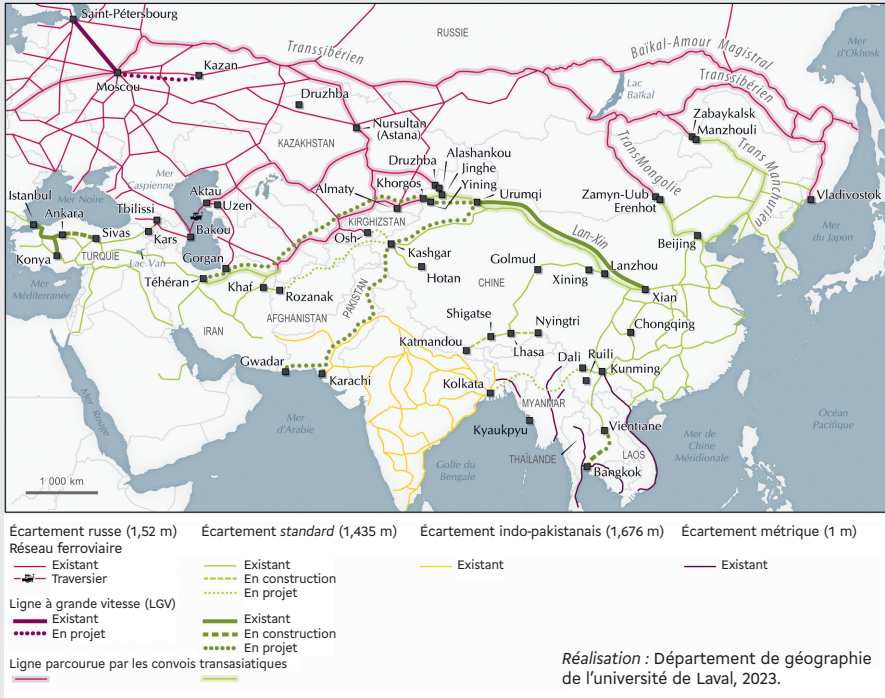 Saint-Pétersbourg
RUSSIE
Transsibérien
Baïkal-Amour Magistral
Transsibérien
Mer
d'Okhosk
Kazan
Moscou
Druzhba
Lac
Baïkal
Nursultan
(Astana)
Zabaykalsk
Manzhouli
KAZAKHSTAN
Druzhba
Alashankou
Jinghe
TransMongolie
Trans Manchurien
Mer
Caspienne
Aktau
Almaty
Khorgos
Yining
Urumqi
Istanbul
Mer Noire
Uzen
Zamyn-Uub
Erenhot
Vladivostok
Ankara
Tbilissi
KIRGHIZSTAN
Lan-Xin
Sivas
Kars
Bakou
Osh
Beijing
Mer
du Japon
Konya
TURQUIE
Lac-Van
Gorgan
Kashgar
Golmud
Lanzhou
Mer
Méditerranée
Téhéran
Khaf
Rozanak
Hotan
CHINE
Xining
Xian
IRAN
AFGHANISTAN
PAKISTAN
Shigatse
Nyingtri
Chongqing
Katmandou
Lhasa
Dali
Ruili
Gwadar
Karachi
Kolkata
Kunming
Mer Rouge
Mer
d'Arabie
MYANMAR
Kyaukpyu
Vientiane
Océan
Pacifique
Golfe du
Bengale
THAÏLANDE
LAOS
Bangkok
Mer de
Chine
Méridionale
1 000 km
Écartement russe (1,52 m)
Réseau ferroviaire
Existant
Traversier
Ligne à grande vitesse (LGV)
Existant
En projet
Ligne parcourue par les convois transasiatiques
Écartement standard (1,435 m)
Existant
En construction
En projet
Existant
En construction
En projet
Écartement indo-pakistanais (1,676 m)
Existant
Écartement métrique (1 m)
Existant
Réalisation : Département de géographie
de l'université de Laval, 2023.